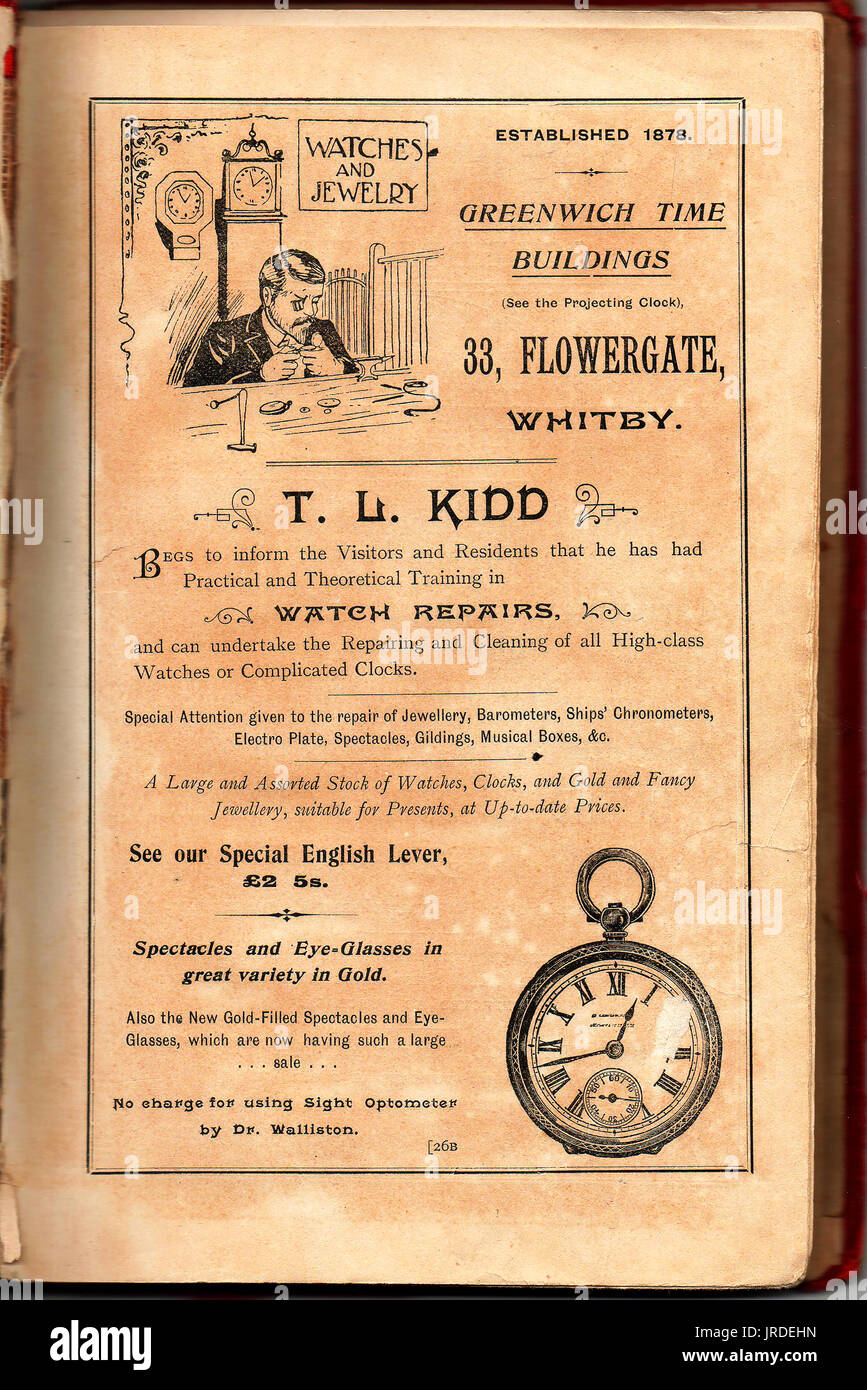 WATCHES
AND
JEWELRY
ESTABLISHED 1878.
GREENWICH TIME
BUILDINGS
(See the Projecting Clock),
33, FLOWERGATE,
WHITBY.
T. L. KIDD
BEGS to inform the Visitors and Residents that he has had
Practical and Theoretical Training in
WATCH REPAIRS,
and can undertake the Repairing and Cleaning of all High-class
Watches or Complicated Clocks.
Special Attention given to the repair of Jewellery, Barometers, Ships' Chronometers,
Electro Plate, Spectacles, Gildings, Musical Boxes, &c.
A Large and Assorted Stock of Watches, Clocks, and Gold and Fancy
Jewellery, suitable for Presents, at Up-to-date Prices.
See our Special English Lever,
£2 5s.
Spectacles and Eye-Glasses in
great variety in Gold.
Also the New Gold-Filled Spectacles and Eye-
Glasses, which are now having such a large
. . . sale . . .
No charge for using Sight Optometer
by Dr. Walliston.
[26B
alamy
Image ID: JRDEHN
www.alamy.com